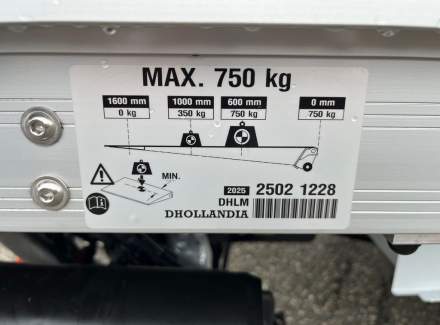 MAX. 750 kg
1600 mm 1000 mm 600 mm 0 mm
0 kg 350 kg 750 kg 750 kg
MIN.
2025 2502 1228
DHLM
DHOLLANDIA